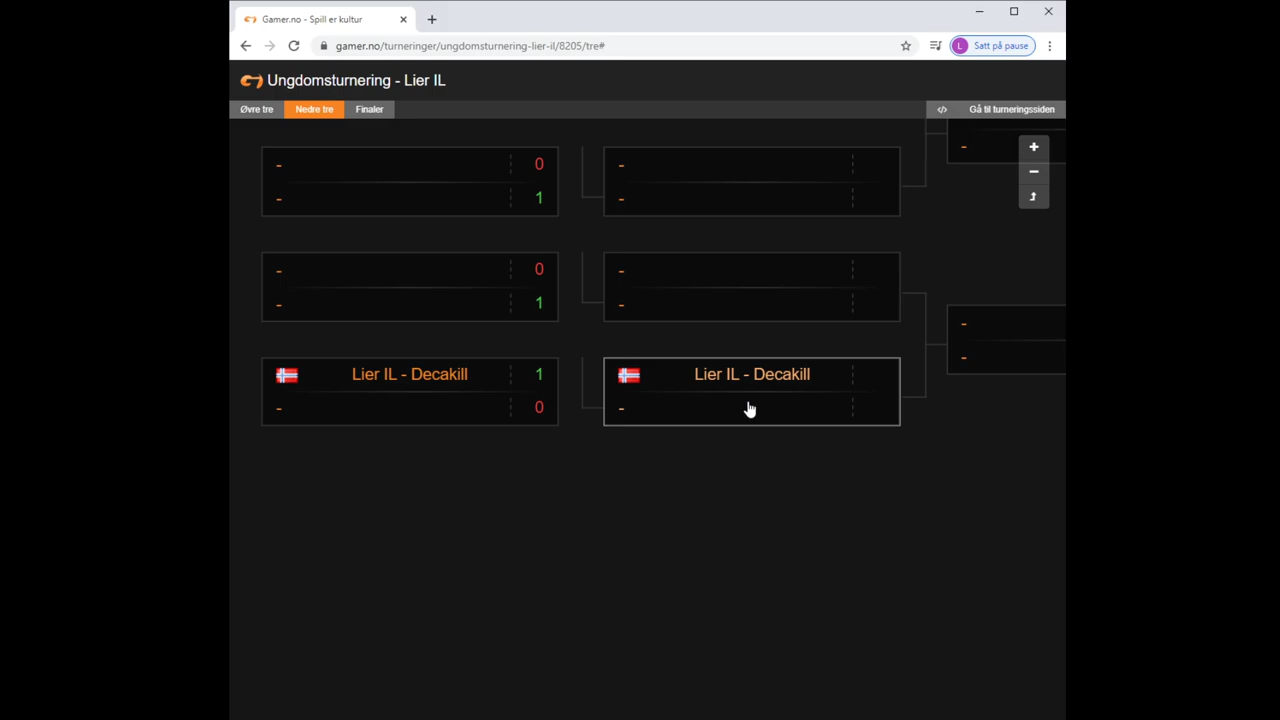 Gamer.no - Spill er kultur
gamer.no/turneringer/ungdomsturnering-lier-il/8205/tre#
L Satt på pause
Ungdomsturnering - Lier IL
Øvre tre Nedre tre Finaler </> Gå til turneringssiden
- 0 -
- 1 -
-
+
-
- 0 -
- 1 -
-
-
Lier IL - Decakill 1 Lier IL - Decakill
- 0 -